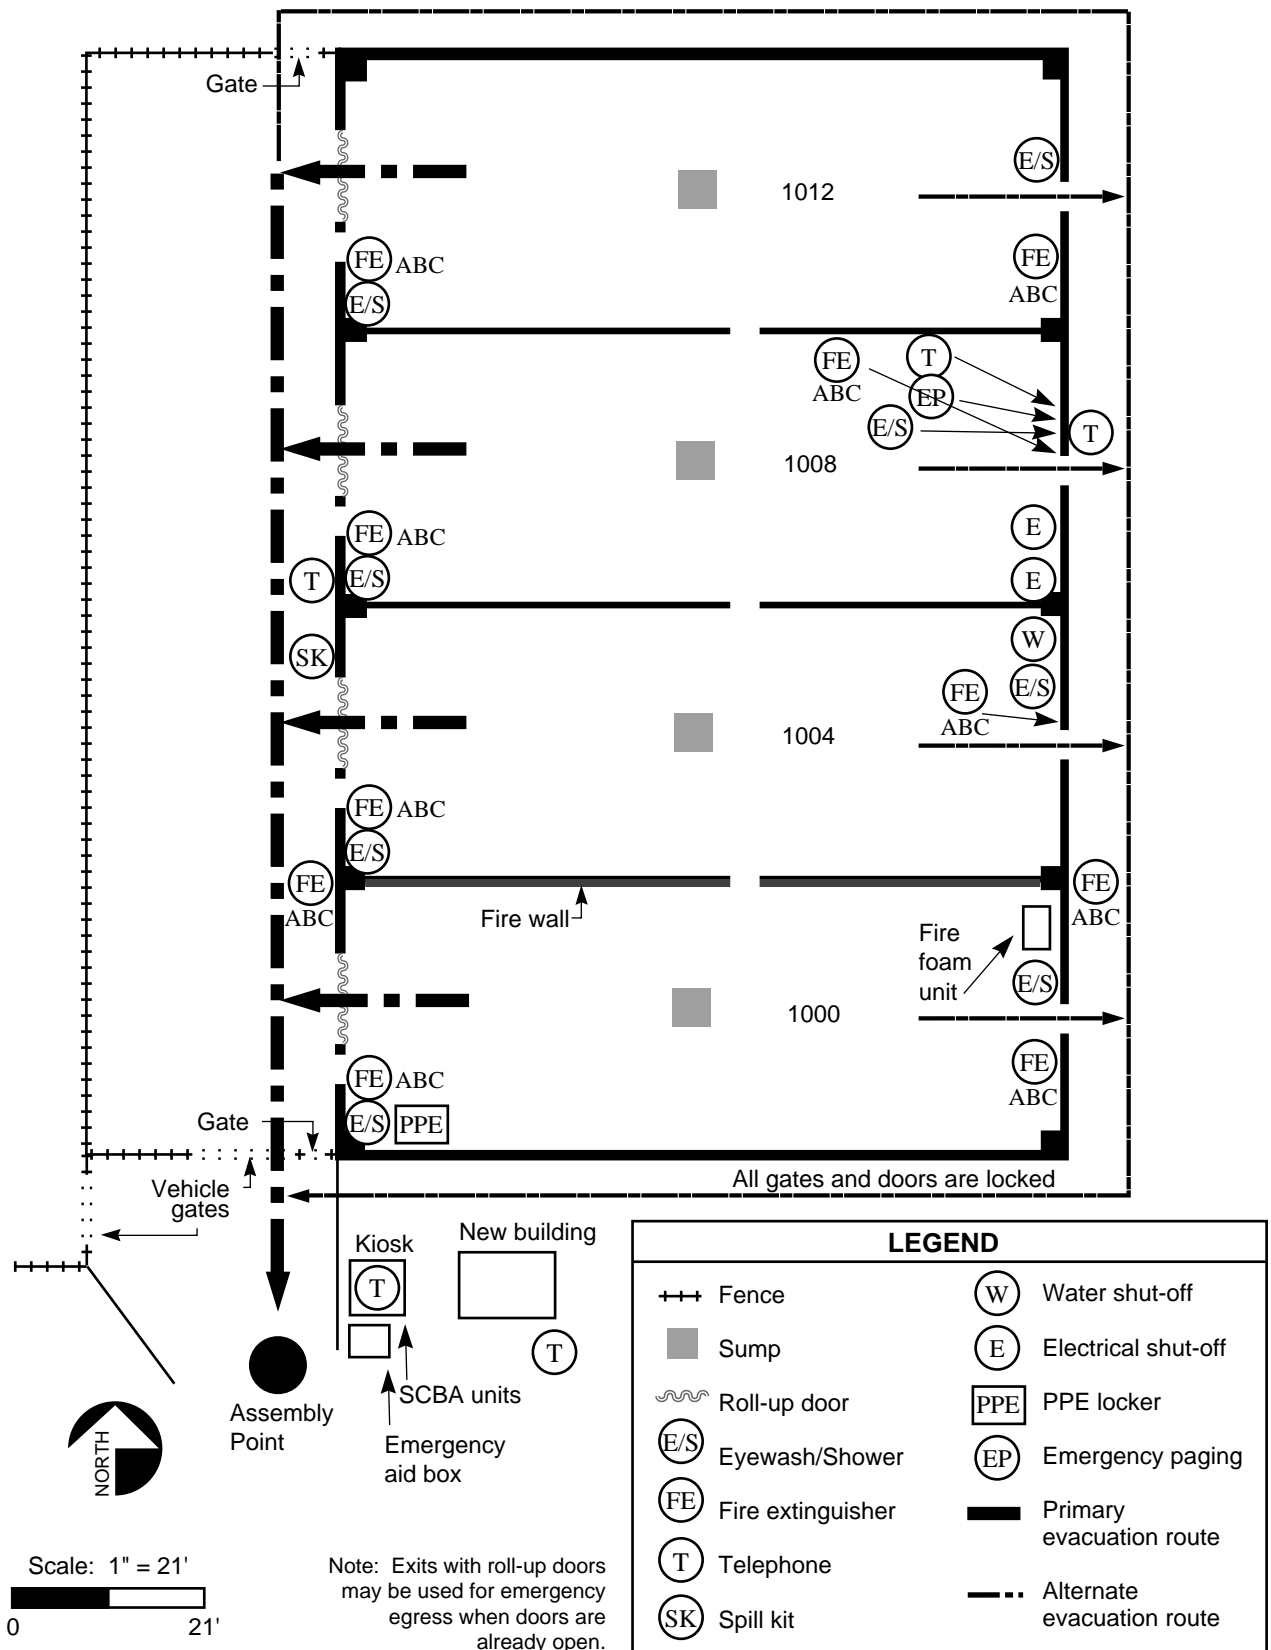 Gate
E/S
1012
FE ABC
E/S
FE
ABC
FE
ABC
T
EP
E/S
T
1008
FE ABC
T
E/S
E
E
SK
W
E/S
FE
ABC
1004
FE ABC
E/S
FE
ABC
FE
ABC
Fire wall
Fire
foam
unit
E/S
1000
FE ABC
E/S
PPE
FE
ABC
Gate
Vehicle
gates
All gates and doors are locked
Kiosk
T
New building
T
SCBA units
Emergency
aid box
Assembly
Point
NORTH
Scale: 1" = 21'
0 21'
Note: Exits with roll-up doors
may be used for emergency
egress when doors are
already open.
LEGEND
Fence
Sump
Roll-up door
E/S Eyewash/Shower
FE Fire extinguisher
T Telephone
SK Spill kit
W Water shut-off
E Electrical shut-off
PPE PPE locker
EP Emergency paging
Primary
evacuation route
Alternate
evacuation route